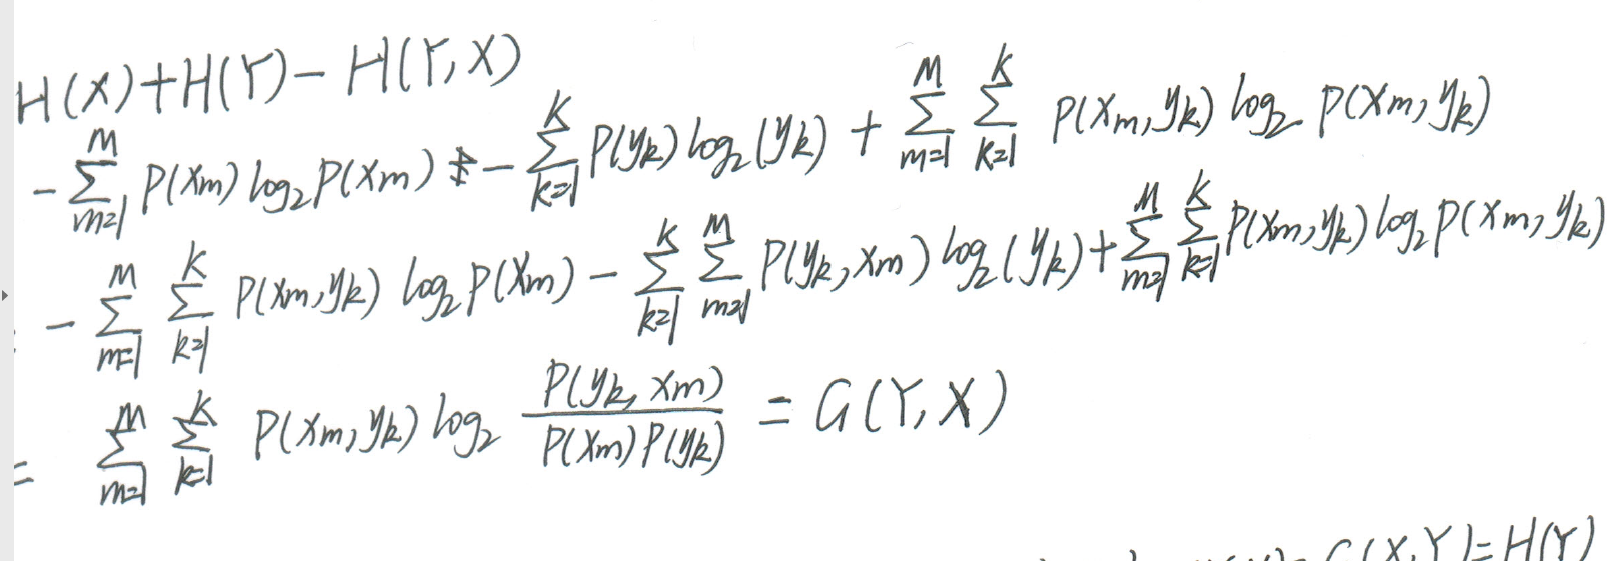 H(X)+H(Y)- H(Y,X)
- \sum_{m=1}^{M} P(x_m) log_2 P(x_m) - \sum_{k=1}^{K} P(y_k) log_2 (y_k) + \sum_{m=1}^{M} \sum_{k=1}^{K} P(x_m, y_k) log_2 P(x_m, y_k)
- \sum_{m=1}^{M} \sum_{k=1}^{K} P(x_m, y_k) log_2 P(x_m) - \sum_{k=1}^{K} \sum_{m=1}^{M} P(y_k, x_m) log_2 (y_k) + \sum_{m=1}^{M} \sum_{k=1}^{K} P(x_m, y_k) log_2 P(x_m, y_k)
= \sum_{m=1}^{M} \sum_{k=1}^{K} P(x_m, y_k) log_2 \frac{P(y_k, x_m)}{P(x_m) P(y_k)} = G(Y,X)
G(X,Y)=H(Y)